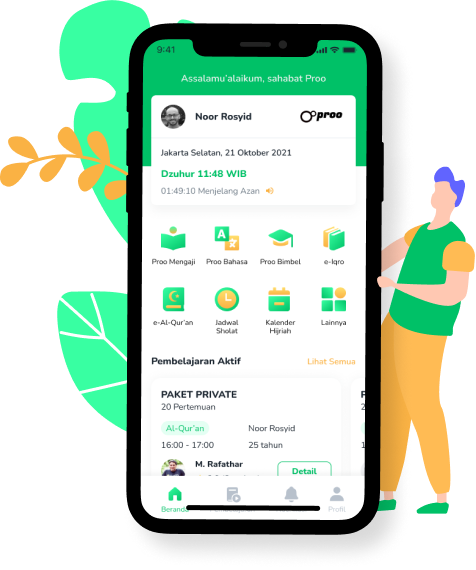 9:41
Assalamu'alaikum, sahabat Proo
Noor Rosyid
proo
Jakarta Selatan, 21 Oktober 2021
Dzuhur 11:48 WIB
01:49:10 Menjelang Azan
Proo Mengaji
Proo Bahasa
Proo Bimbel
e-Iqro
e-Al-Qur'an
Jadwal
Sholat
Kalender
Hijriah
Lainnya
Pembelajaran Aktif
Lihat Semua
PAKET PRIVATE
20 Pertemuan
Al-Qur'an
Noor Rosyid
16:00 - 17:00
25 tahun
M. Rafathar
Detail
Beranda
Profil